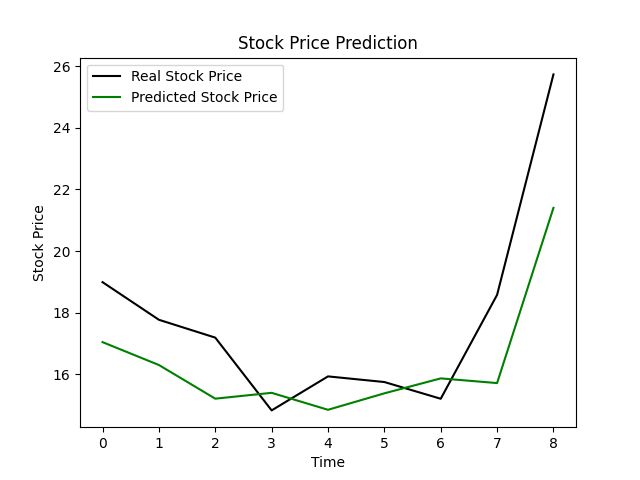 Stock Price Prediction
Real Stock Price
Predicted Stock Price
26
24
22
20
18
16
Stock Price
0 1 2 3 4 5 6 7 8
Time